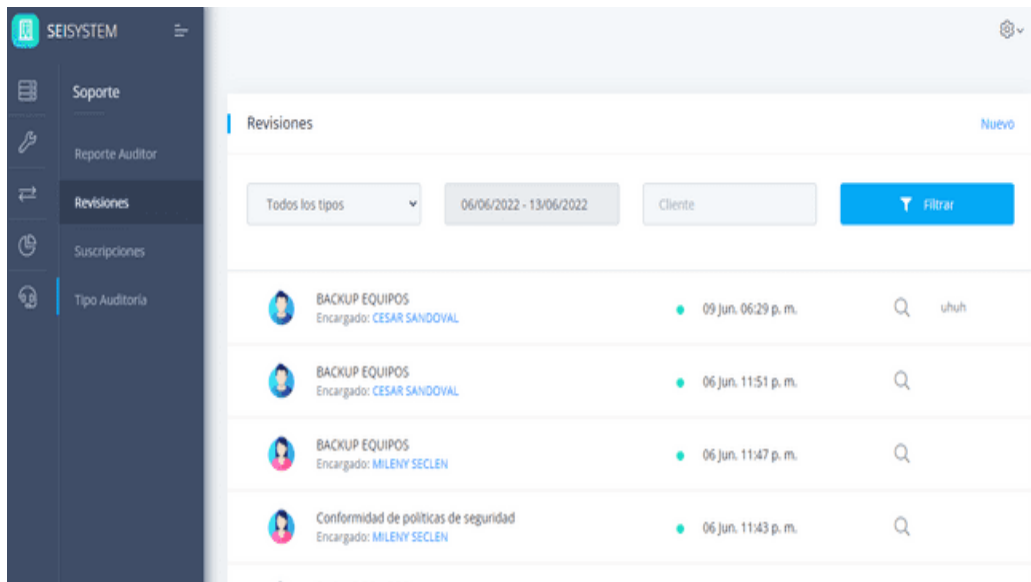 SEISYSTEM
Soporte
Reporte Auditor
Revisiones
Suscripciones
Tipo Auditoría
Revisiones
Nuevo
Todos los tipos
06/06/2022 - 13/06/2022
Cliente
Filtrar
BACKUP EQUIPOS
Encargado: CESAR SANDOVAL
09 Jun. 06:29 p. m.
uhuh
BACKUP EQUIPOS
Encargado: CESAR SANDOVAL
06 Jun. 11:51 p. m.
BACKUP EQUIPOS
Encargado: MILENY SECLEN
06 Jun. 11:47 p. m.
Conformidad de políticas de seguridad
Encargado: MILENY SECLEN
06 Jun. 11:43 p. m.